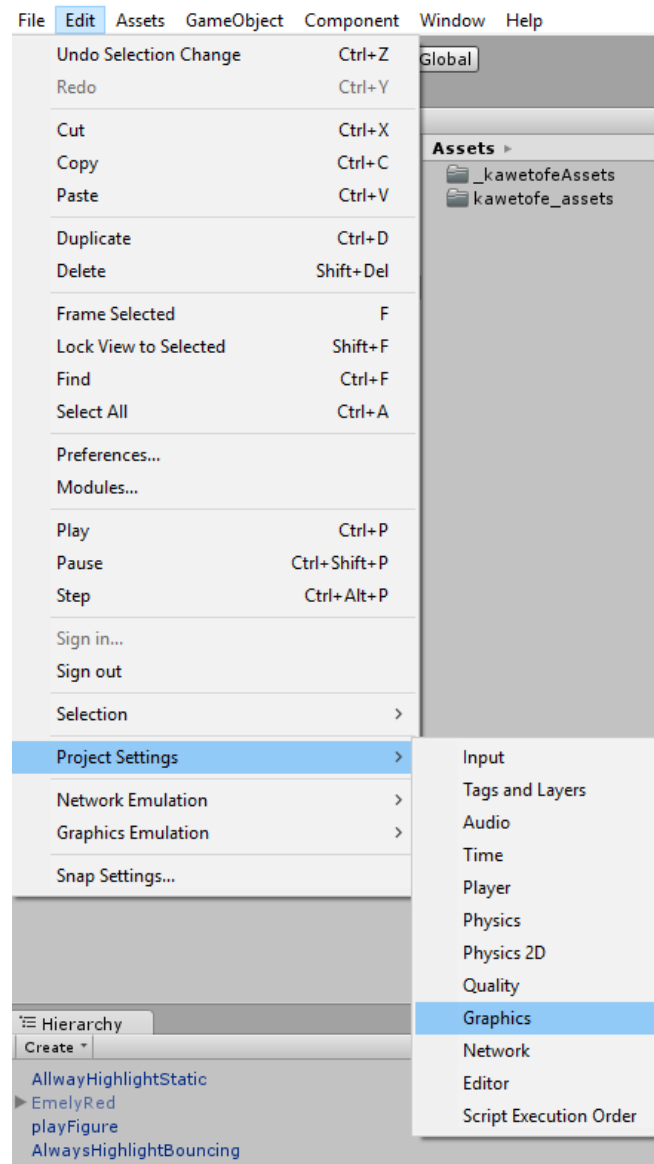 File Edit Assets GameObject Component Window Help
Undo Selection Change Ctrl+Z
Global
Redo Ctrl+Y
Cut Ctrl+X
Assets
Copy Ctrl+C
_kawetofeAssets
Paste Ctrl+V
kawetofe_assets
Duplicate Ctrl+D
Delete Shift+Del
Frame Selected F
Lock View to Selected Shift+F
Find Ctrl+F
Select All Ctrl+A
Preferences...
Modules...
Play Ctrl+P
Pause Ctrl+Shift+P
Step Ctrl+Alt+P
Sign in...
Sign out
Selection
Project Settings
Network Emulation
Graphics Emulation
Snap Settings...
Input
Tags and Layers
Audio
Time
Player
Physics
Physics 2D
Quality
Graphics
Network
Editor
Script Execution Order
Hierarchy
Create
AllwayHighlightStatic
EmelyRed
playFigure
AlwaysHighlightBouncing